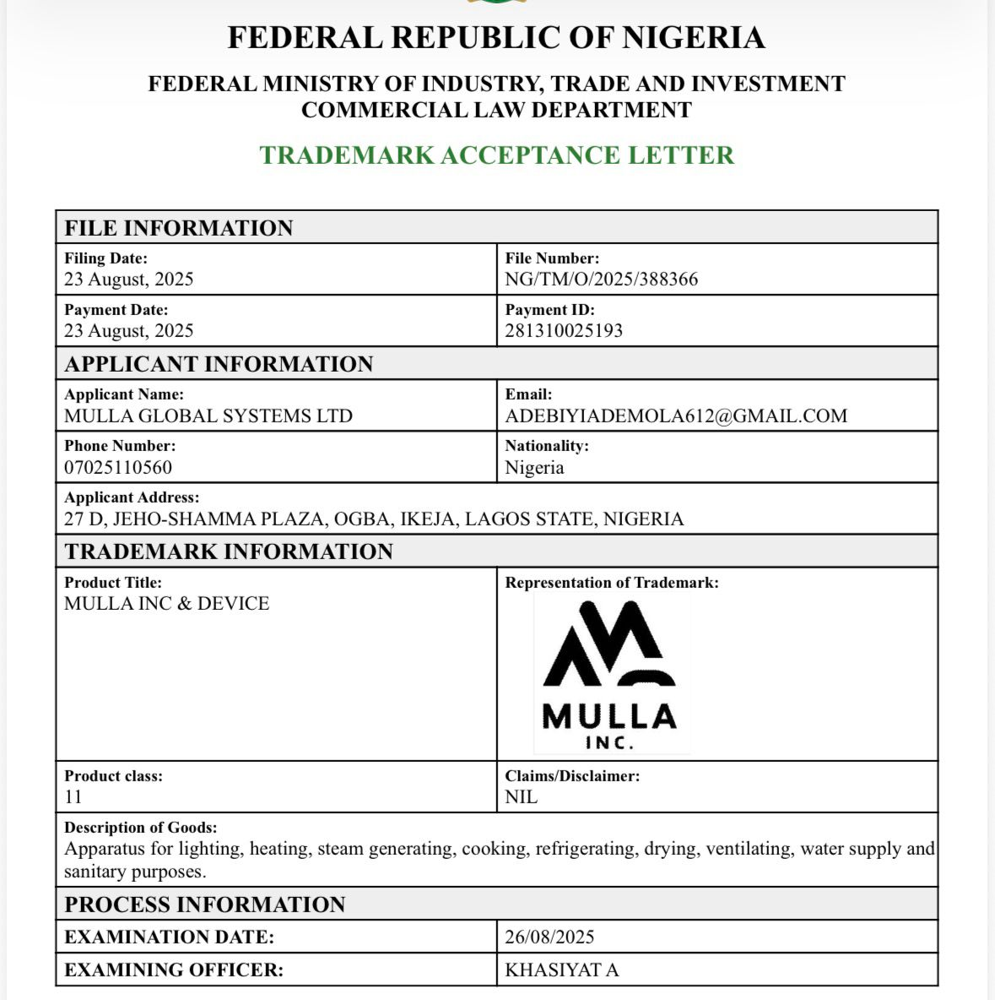 FEDERAL REPUBLIC OF NIGERIA
FEDERAL MINISTRY OF INDUSTRY, TRADE AND INVESTMENT
COMMERCIAL LAW DEPARTMENT
TRADEMARK ACCEPTANCE LETTER
FILE INFORMATION
Filing Date:
23 August, 2025
File Number:
NG/TM/O/2025/388366
Payment Date:
23 August, 2025
Payment ID:
281310025193
APPLICANT INFORMATION
Applicant Name:
MULLA GLOBAL SYSTEMS LTD
Email:
ADEBIYIADEMOLA612@GMAIL.COM
Phone Number:
07025110560
Nationality:
Nigeria
Applicant Address:
27 D, JEHO-SHAMMA PLAZA, OGBA, IKEJA, LAGOS STATE, NIGERIA
TRADEMARK INFORMATION
Product Title:
MULLA INC & DEVICE
Representation of Trademark:
MULLA
INC.
Product class:
11
Claims/Disclaimer:
NIL
Description of Goods:
Apparatus for lighting, heating, steam generating, cooking, refrigerating, drying, ventilating, water supply and
sanitary purposes.
PROCESS INFORMATION
EXAMINATION DATE:
26/08/2025
EXAMINING OFFICER:
KHASIYAT A